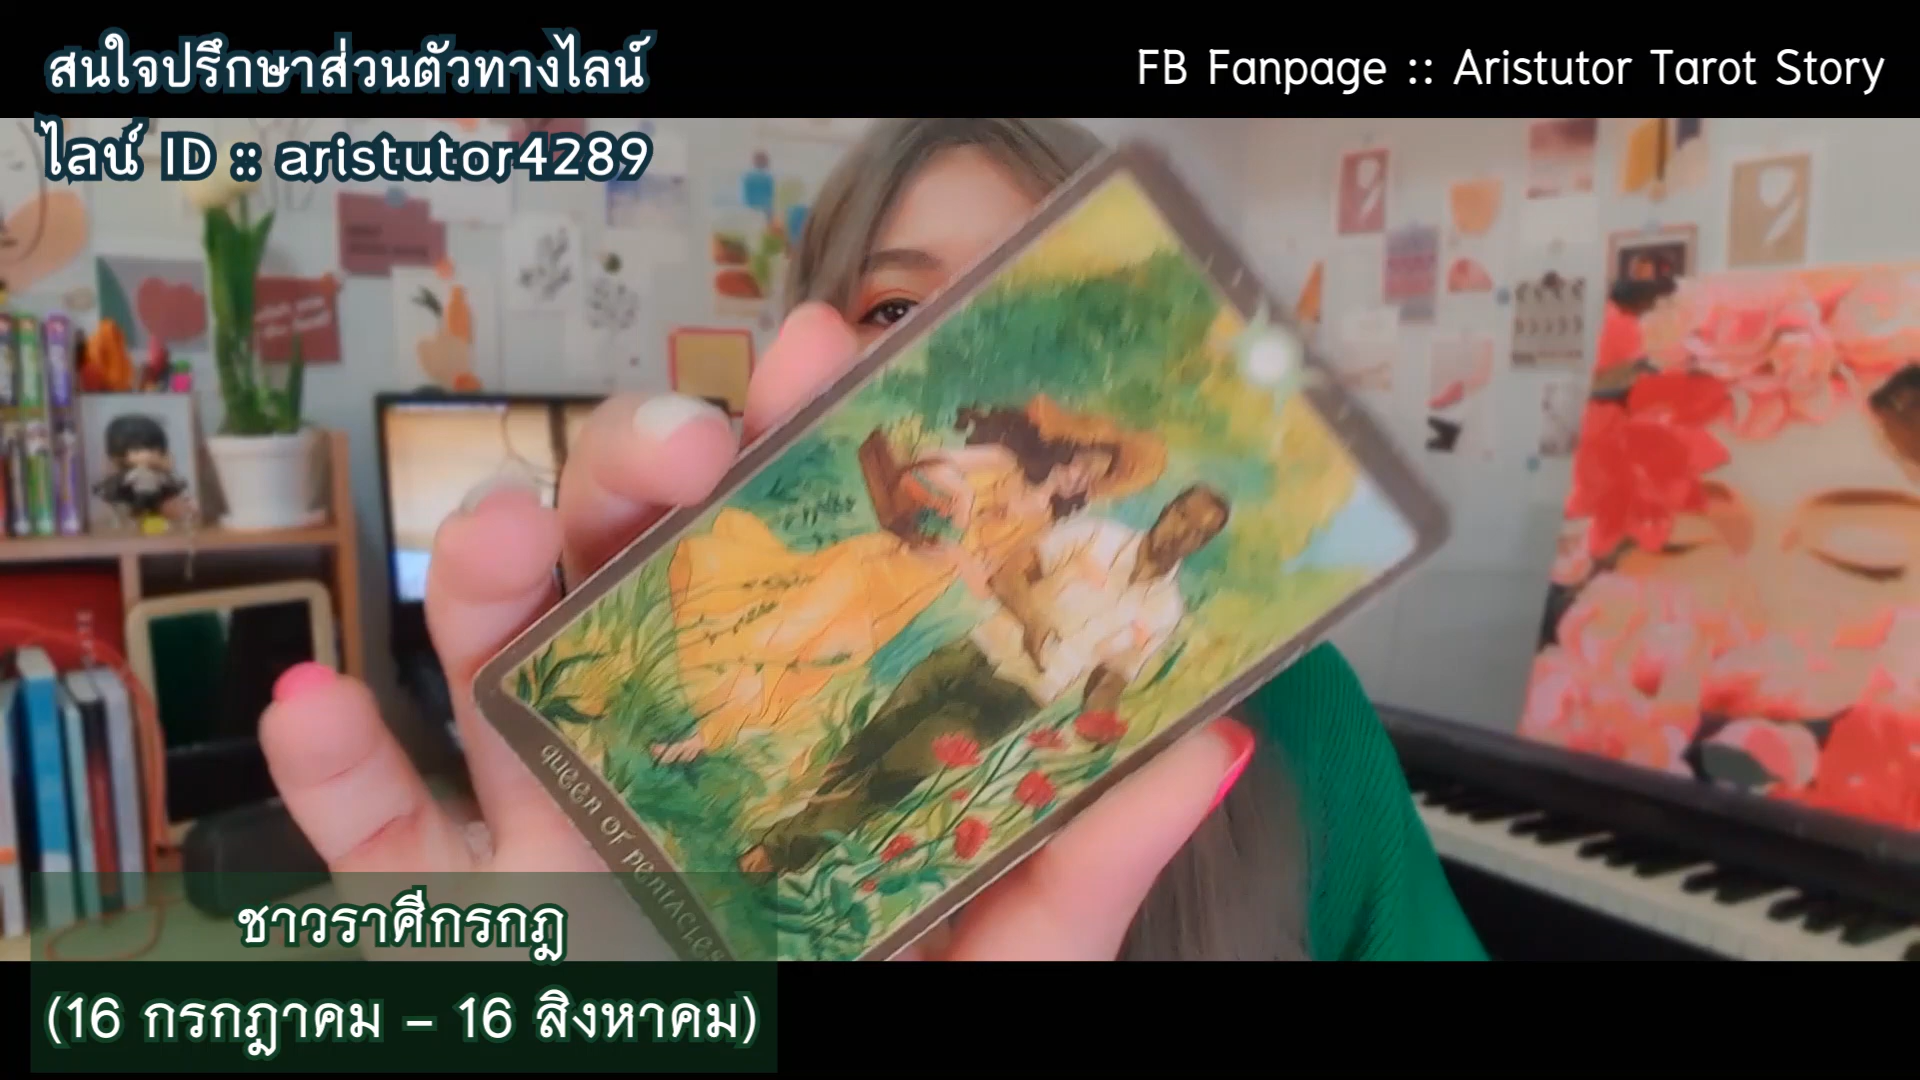 สนใจปรึกษาส่วนตัวทางไลน์
ไลน์ ID :: aristutor4289
FB Fanpage :: Aristutor Tarot Story
queen of pentacles
ชาวราศีกรกฎ
(16 กรกฎาคม – 16 สิงหาคม)